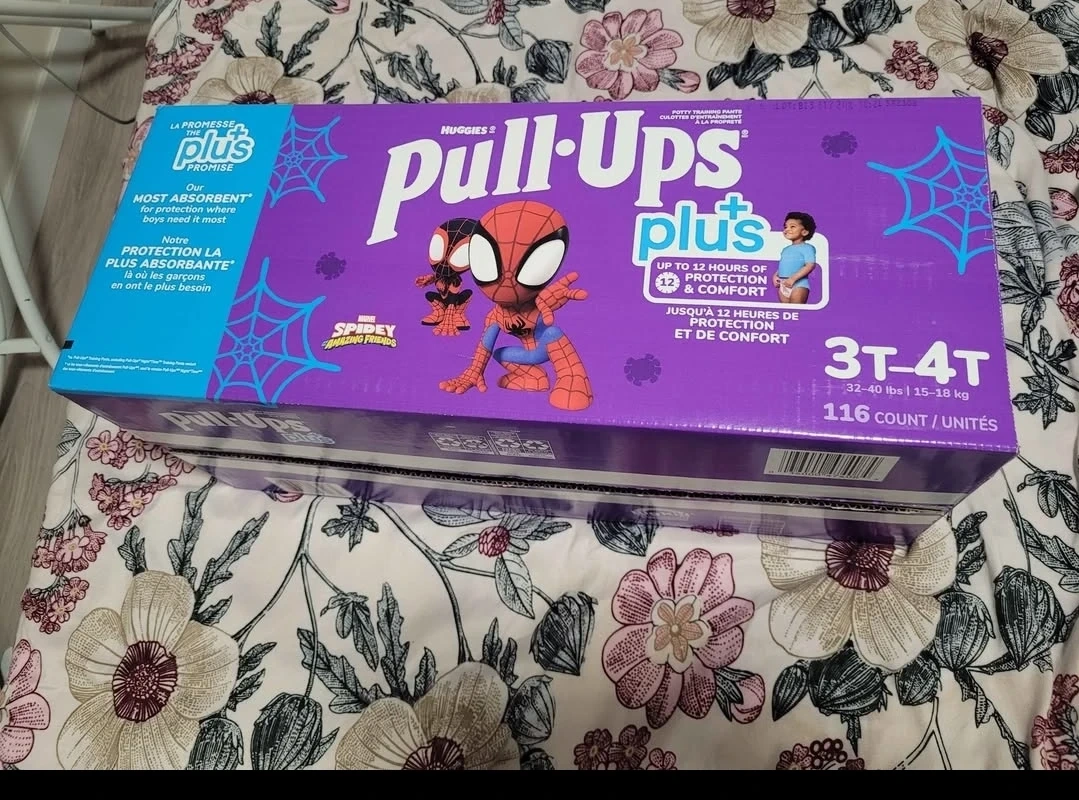 LA PROMESSE
THE
plus+
PROMISE
Our
MOST ABSORBENT*
for protection where
boys need it most
Notre
PROTECTION LA
PLUS ABSORBANTE*
là où les garçons
en ont le plus besoin
HUGGIES®
POTTY TRAINING PANTS
CULOTTES D'ENTRAÎNEMENT
À LA PROPRETÉ
Pull·Ups®
plus+
12
UP TO 12 HOURS OF
PROTECTION
& COMFORT
JUSQU'À 12 HEURES DE
PROTECTION
ET DE CONFORT
MARVEL
SPIDEY
AMAZING FRIENDS
3T–4T
32–40 lbs | 15–18 kg
116 COUNT / UNITÉS
Pull·Ups
plus